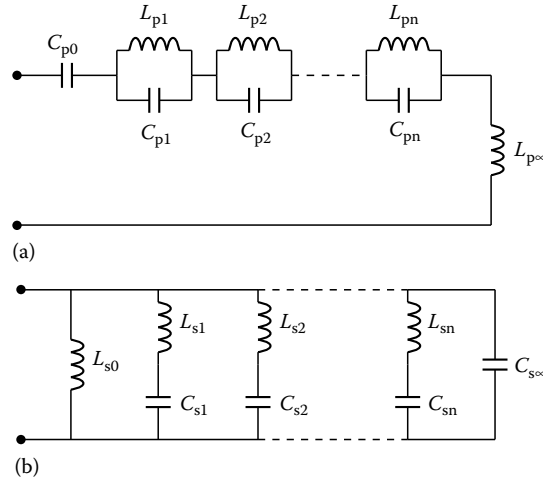 L_p1 L_p2 L_pn
C_p0
C_p1 C_p2 C_pn
L_p∞
(a)
L_s1 L_s2 L_sn
L_s0 C_s∞
C_s1 C_s2 C_sn
(b)